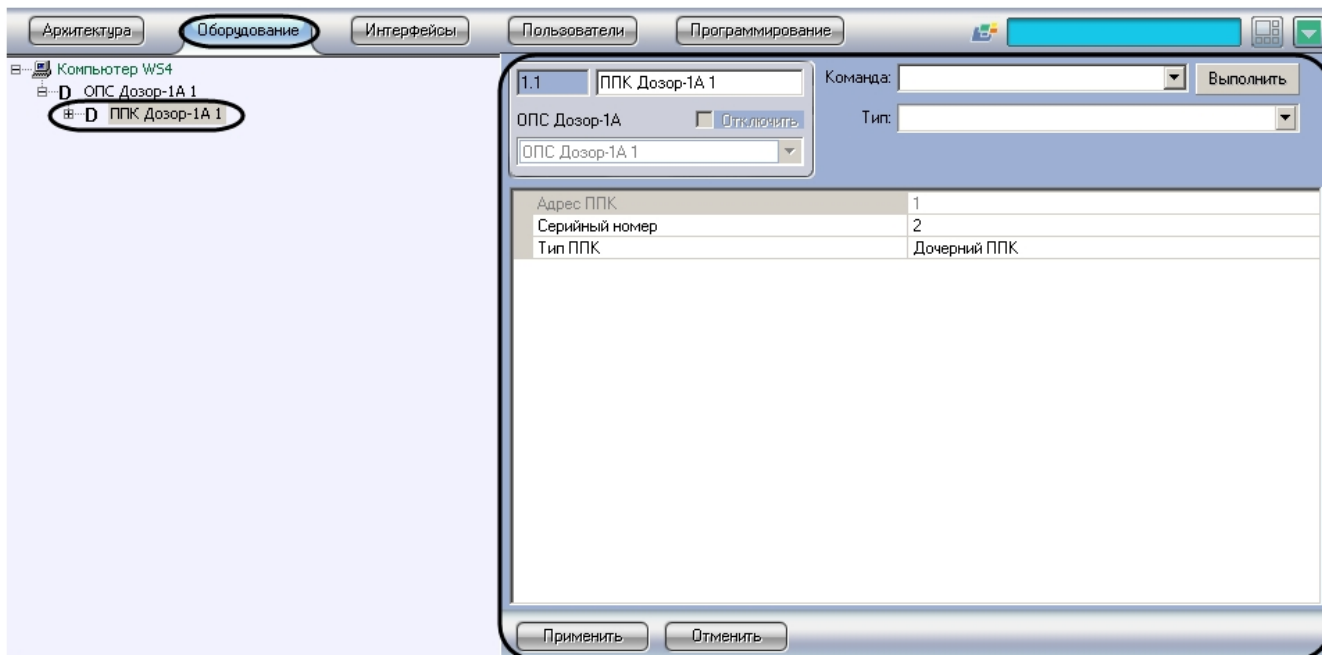 Архитектура Оборудование Интерфейсы Пользователи Программирование
Компьютер WS4
D ОПС Дозор-1А 1
D ППК Дозор-1А 1
1.1 ППК Дозор-1А 1
Команда: Выполнить
ОПС Дозор-1А Отключить
Тип:
ОПС Дозор-1А 1
Адрес ППК 1
Серийный номер 2
Тип ППК Дочерний ППК
Применить Отменить